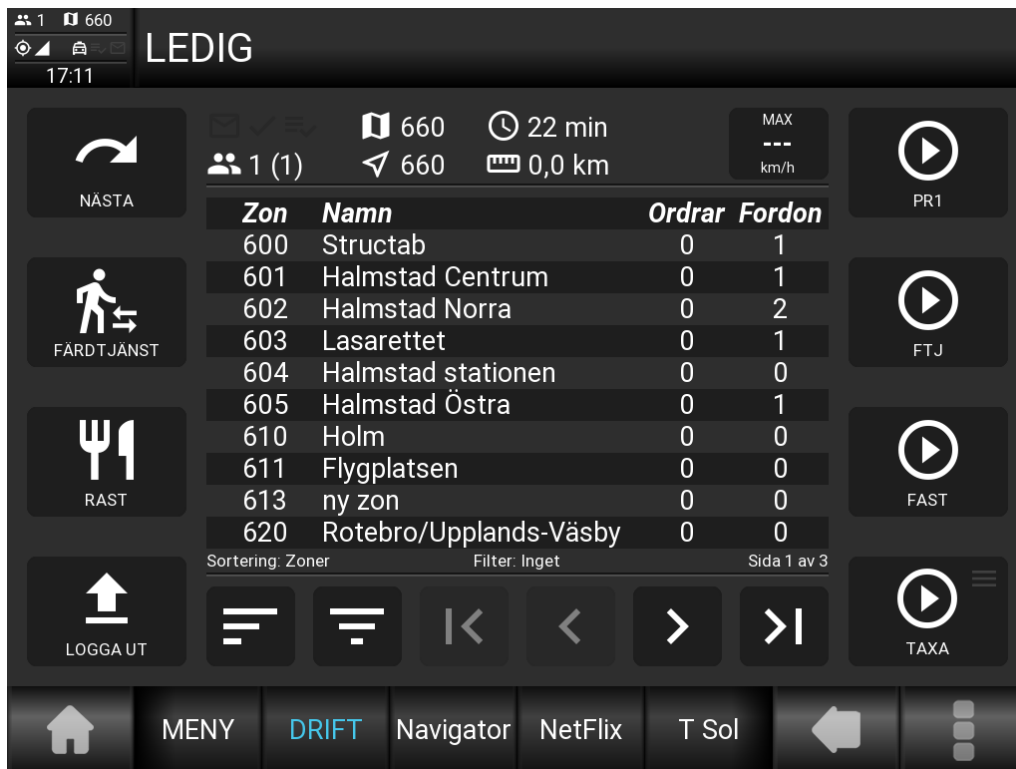 1 660
17:11
LEDIG
660 22 min
1 (1) 660 0,0 km
MAX
---
km/h
NÄSTA
FÄRDTJÄNST
RAST
LOGGA UT
Zon Namn Ordrar Fordon
600 Structab 0 1
601 Halmstad Centrum 0 1
602 Halmstad Norra 0 2
603 Lasarettet 0 1
604 Halmstad stationen 0 0
605 Halmstad Östra 0 1
610 Holm 0 0
611 Flygplatsen 0 0
613 ny zon 0 0
620 Rotebro/Upplands-Väsby 0 0
Sortering: Zoner Filter: Inget Sida 1 av 3
PR1
FTJ
FAST
TAXA
MENY DRIFT Navigator NetFlix T Sol